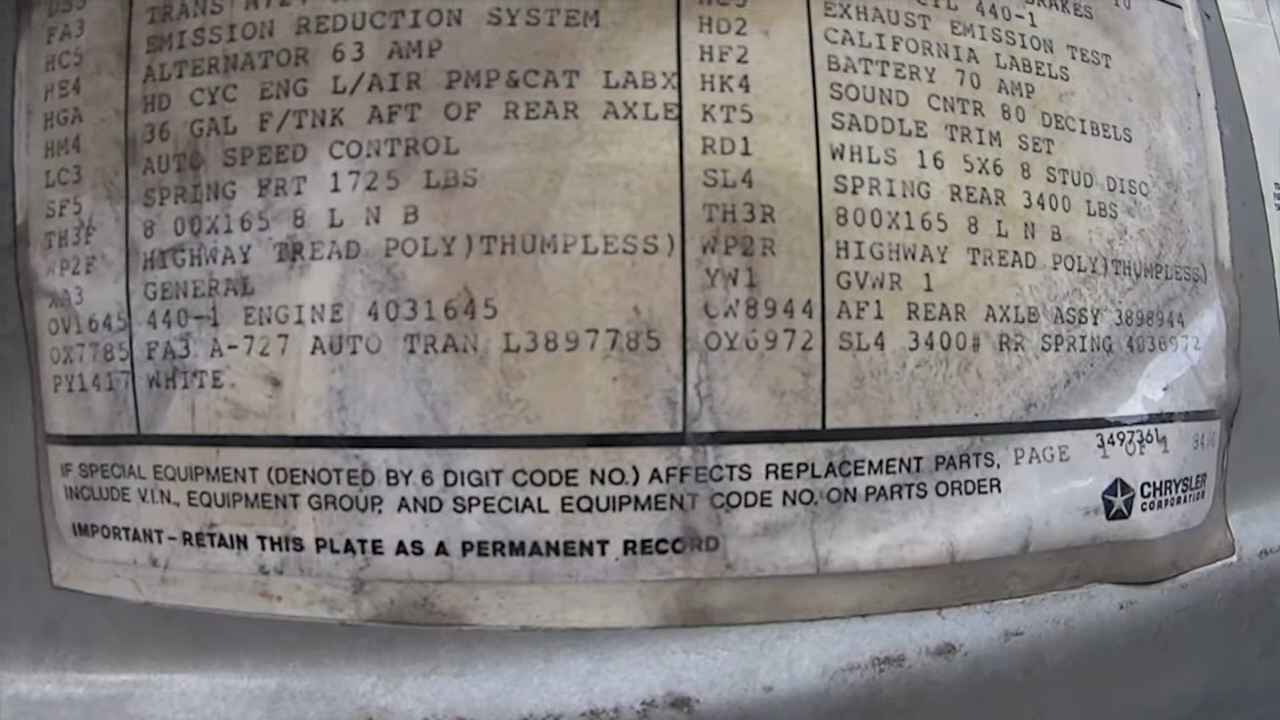 BRAKES
440-1
FA3 TRANS EXHAUST EMISSION TEST
HC5 EMISSION REDUCTION SYSTEM HD2 CALIFORNIA LABELS
HE4 ALTERNATOR 63 AMP HF2 BATTERY 70 AMP
HGA HD CYC ENG L/AIR PMP&CAT LABX HK4 SOUND CNTR 80 DECIBELS
HM4 36 GAL F/TNK AFT OF REAR AXLE KT5 SADDLE TRIM SET
LC3 AUTO SPEED CONTROL RD1 WHLS 16 5X6 8 STUD DISC
SF5 SPRING FRT 1725 LBS SL4 SPRING REAR 3400 LBS
TH3F 8 00X165 8 L N B TH3R 800X165 8 L N B
WP2F HIGHWAY TREAD POLY)THUMPLESS) WP2R HIGHWAY TREAD POLY)THUMPLESS)
XA3 GENERAL YW1 GVWR 1
OV1645 440-1 ENGINE 4031645 CW8944 AF1 REAR AXLE ASSY 3898944
OX7785 FA3 A-727 AUTO TRAN L3897785 OY6972 SL4 3400# RR SPRING 4036972
PY1417 WHITE
IF SPECIAL EQUIPMENT (DENOTED BY 6 DIGIT CODE NO.) AFFECTS REPLACEMENT PARTS, PAGE 1 OF 1
3497361
INCLUDE V.I.N., EQUIPMENT GROUP, AND SPECIAL EQUIPMENT CODE NO. ON PARTS ORDER
CHRYSLER
CORPORATION
IMPORTANT-RETAIN THIS PLATE AS A PERMANENT RECORD